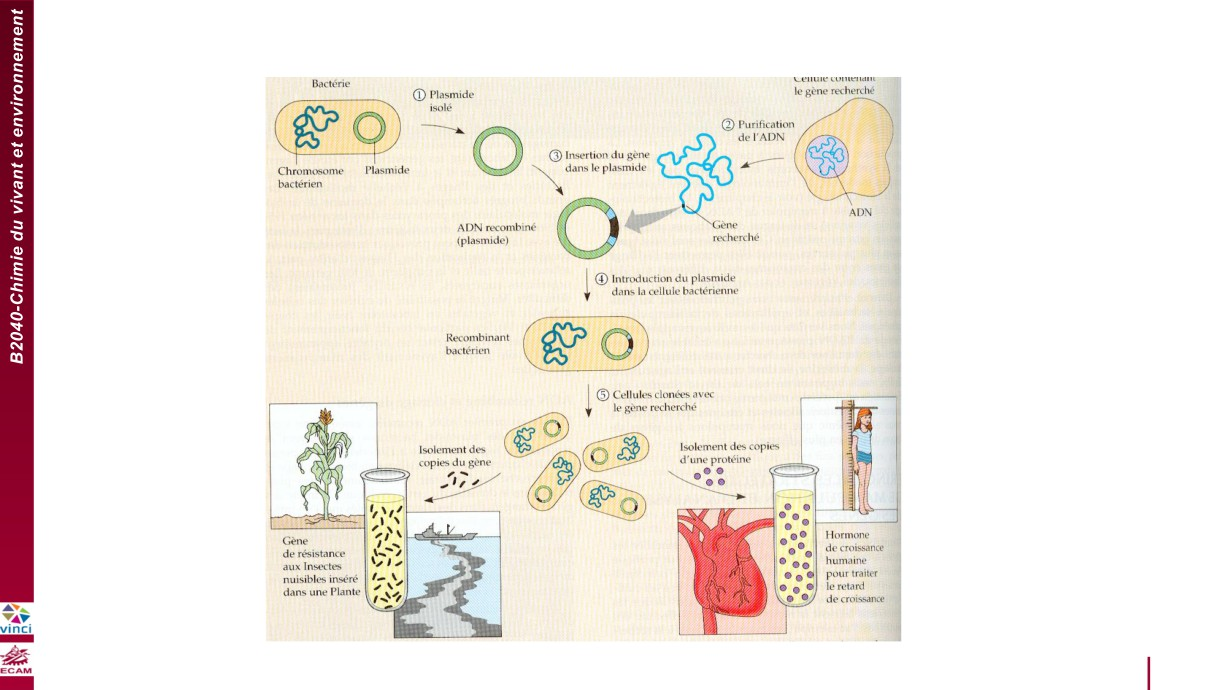 B2040-Chimie du vivant et environnement
Bactérie
① Plasmide
isolé
Cellule contenant
le gène recherché
② Purification
de l'ADN
③ Insertion du gène
dans le plasmide
Chromosome
bactérien
Plasmide
ADN
ADN recombiné
(plasmide)
Gène
recherché
④ Introduction du plasmide
dans la cellule bactérienne
Recombinant
bactérien
⑤ Cellules clonées avec
le gène recherché
Isolement des
copies du gène
Isolement des copies
d'une protéine
Gène
de résistance
aux Insectes
nuisibles inséré
dans une Plante
Hormone
de croissance
humaine
pour traiter
le retard
de croissance
vinci
ECAM